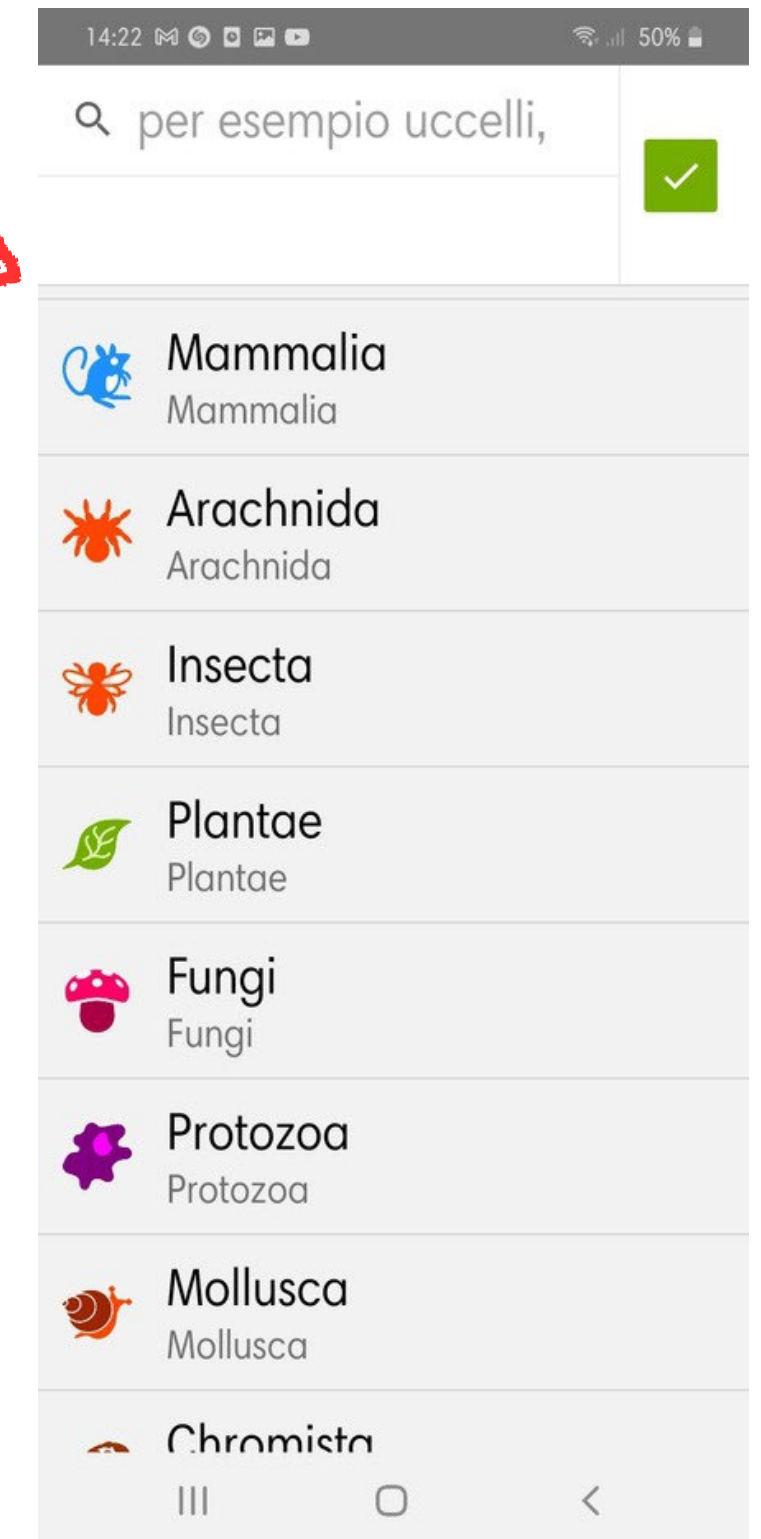 14:22 50%
per esempio uccelli,
Mammalia
Mammalia
Arachnida
Arachnida
Insecta
Insecta
Plantae
Plantae
Fungi
Fungi
Protozoa
Protozoa
Mollusca
Mollusca
Chromista